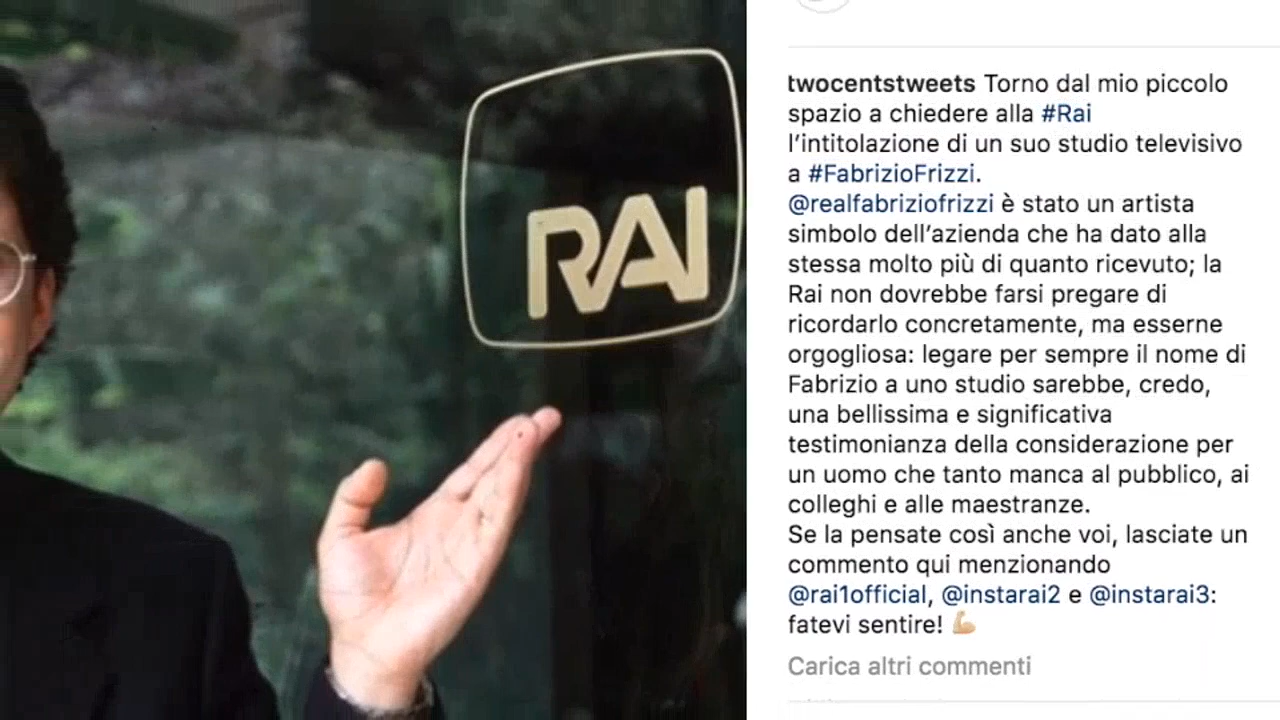 RAI
twocentstweets Torno dal mio piccolo
spazio a chiedere alla #Rai
l’intitolazione di un suo studio televisivo
a #FabrizioFrizzi.
@realfabriziofrizzi è stato un artista
simbolo dell’azienda che ha dato alla
stessa molto più di quanto ricevuto; la
Rai non dovrebbe farsi pregare di
ricordarlo concretamente, ma esserne
orgogliosa: legare per sempre il nome di
Fabrizio a uno studio sarebbe, credo,
una bellissima e significativa
testimonianza della considerazione per
un uomo che tanto manca al pubblico, ai
colleghi e alle maestranze.
Se la pensate così anche voi, lasciate un
commento qui menzionando
@rai1official, @instarai2 e @instarai3:
fatevi sentire! 💪🏼
Carica altri commenti